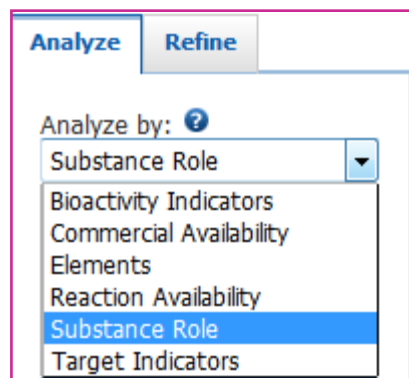 Analyze Refine
Analyze by: ?
Substance Role
Bioactivity Indicators
Commercial Availability
Elements
Reaction Availability
Substance Role
Target Indicators